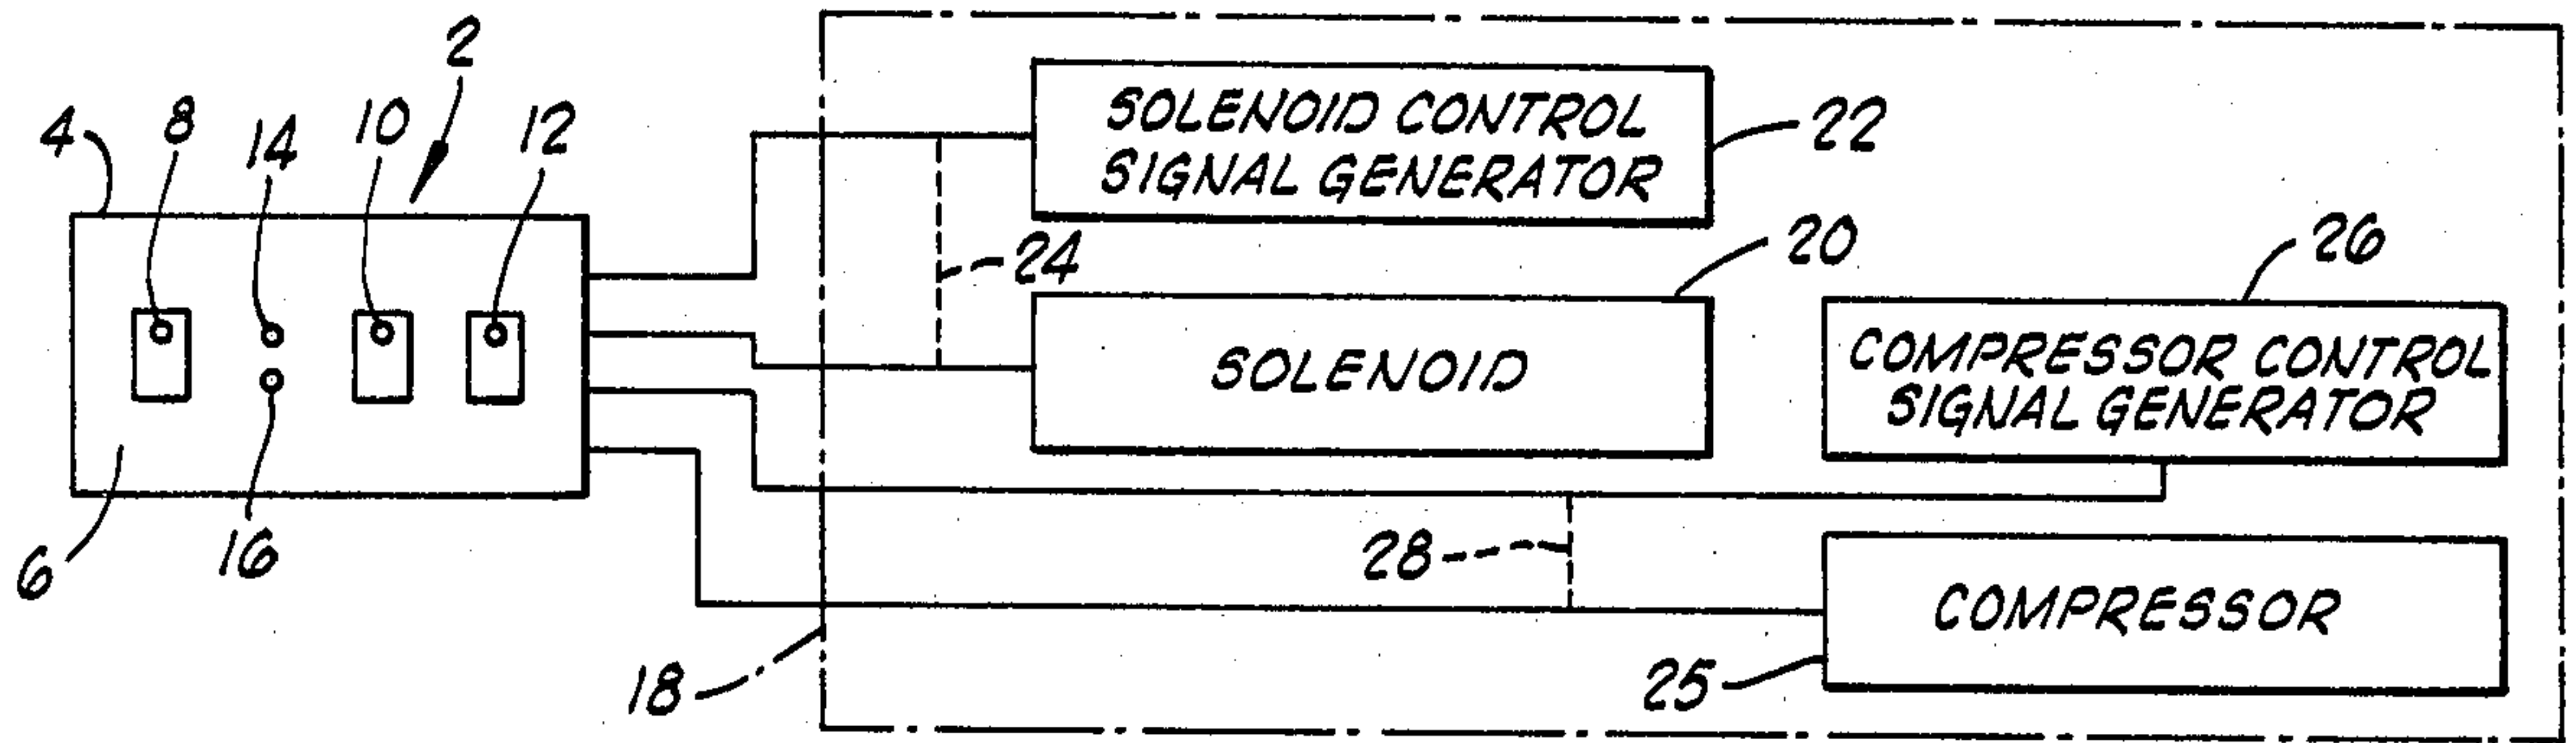 2
4
8
14
10
12
SOLENOID CONTROL
SIGNAL GENERATOR
22
24
20
26
SOLENOID
COMPRESSOR CONTROL
SIGNAL GENERATOR
6
16
28
COMPRESSOR
18
25